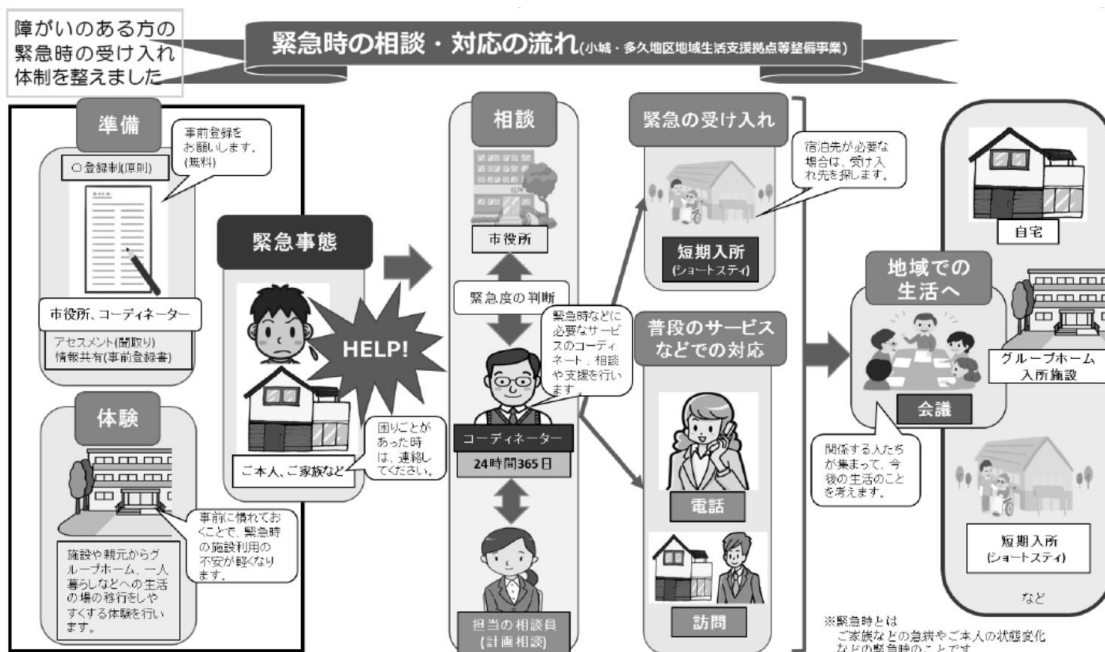 障がいのある方の
緊急時の受け入れ
体制を整えました
緊急時の相談・対応の流れ(小城・多久地区地域生活支援拠点等整備事業)
準備
事前登録を
お願いします。
(無料)
○登録制(原則)
市役所、コーディネーター
アセスメント(聞取り)
情報共有(事前登録書)
体験
事前に慣れてお
くことで、緊急時
の施設利用の
不安が軽くなり
ます。
施設や親元からグ
ループホーム、一人
暮らしなどへの生活
の場の移行をしや
すくする体験を行い
ます。
緊急事態
HELP!
ご本人、ご家族など
困りごとが
あった時
は、連絡し
てください。
相談
市役所
緊急度の判断
緊急時などに
必要なサービ
スのコーディ
ネート、相談
や支援を行い
ます。
コーディネーター
24時間365日
担当の相談員
(計画相談)
緊急の受け入れ
宿泊先が必要な
場合は、受け入
れ先を探します。
短期入所
(ショートスティ)
普段のサービス
などでの対応
電話
訪問
地域での
生活へ
会議
関係する人たち
が集まって、今
後の生活のこと
を考えます。
自宅
グループホーム
入所施設
短期入所
(ショートスティ)
など
※緊急時とは
ご家族などの急病やご本人の状態変化
などの緊急時のことです